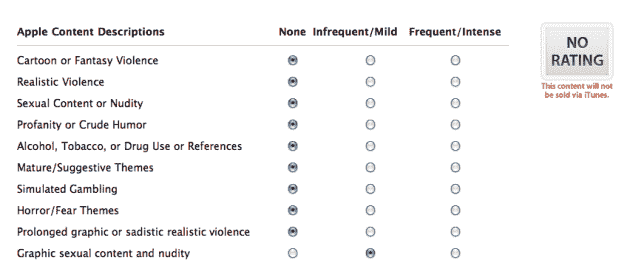 Apple Content Descriptions None Infrequent/Mild Frequent/Intense
Cartoon or Fantasy Violence
Realistic Violence
Sexual Content or Nudity
Profanity or Crude Humor
Alcohol, Tobacco, or Drug Use or References
Mature/Suggestive Themes
Simulated Gambling
Horror/Fear Themes
Prolonged graphic or sadistic realistic violence
Graphic sexual content and nudity
NO
RATING
This content will not
be sold via iTunes.